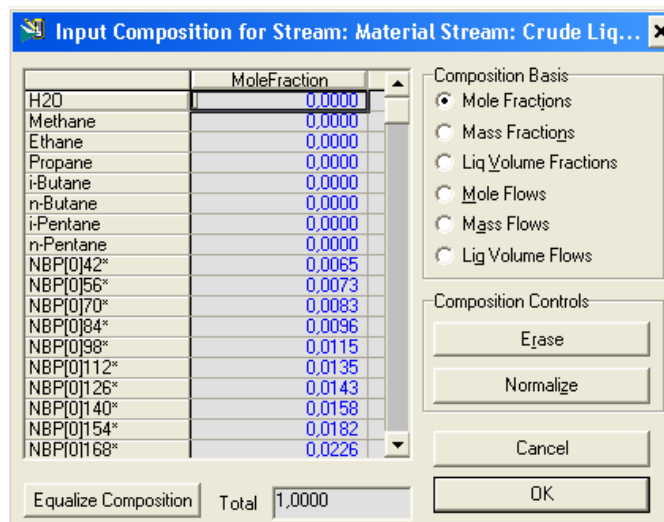 Input Composition for Stream: Material Stream: Crude Liq...
MoleFraction
H2O 0,0000
Methane 0,0000
Ethane 0,0000
Propane 0,0000
i-Butane 0,0000
n-Butane 0,0000
i-Pentane 0,0000
n-Pentane 0,0000
NBP[0]42* 0,0065
NBP[0]56* 0,0073
NBP[0]70* 0,0083
NBP[0]84* 0,0096
NBP[0]98* 0,0115
NBP[0]112* 0,0135
NBP[0]126* 0,0143
NBP[0]140* 0,0158
NBP[0]154* 0,0182
NBP[0]168* 0,0226
Equalize Composition Total 1,0000
Composition Basis
Mole Fractions
Mass Fractions
Liq Volume Fractions
Mole Flows
Mass Flows
Liq Volume Flows
Composition Controls
Erase
Normalize
Cancel
OK